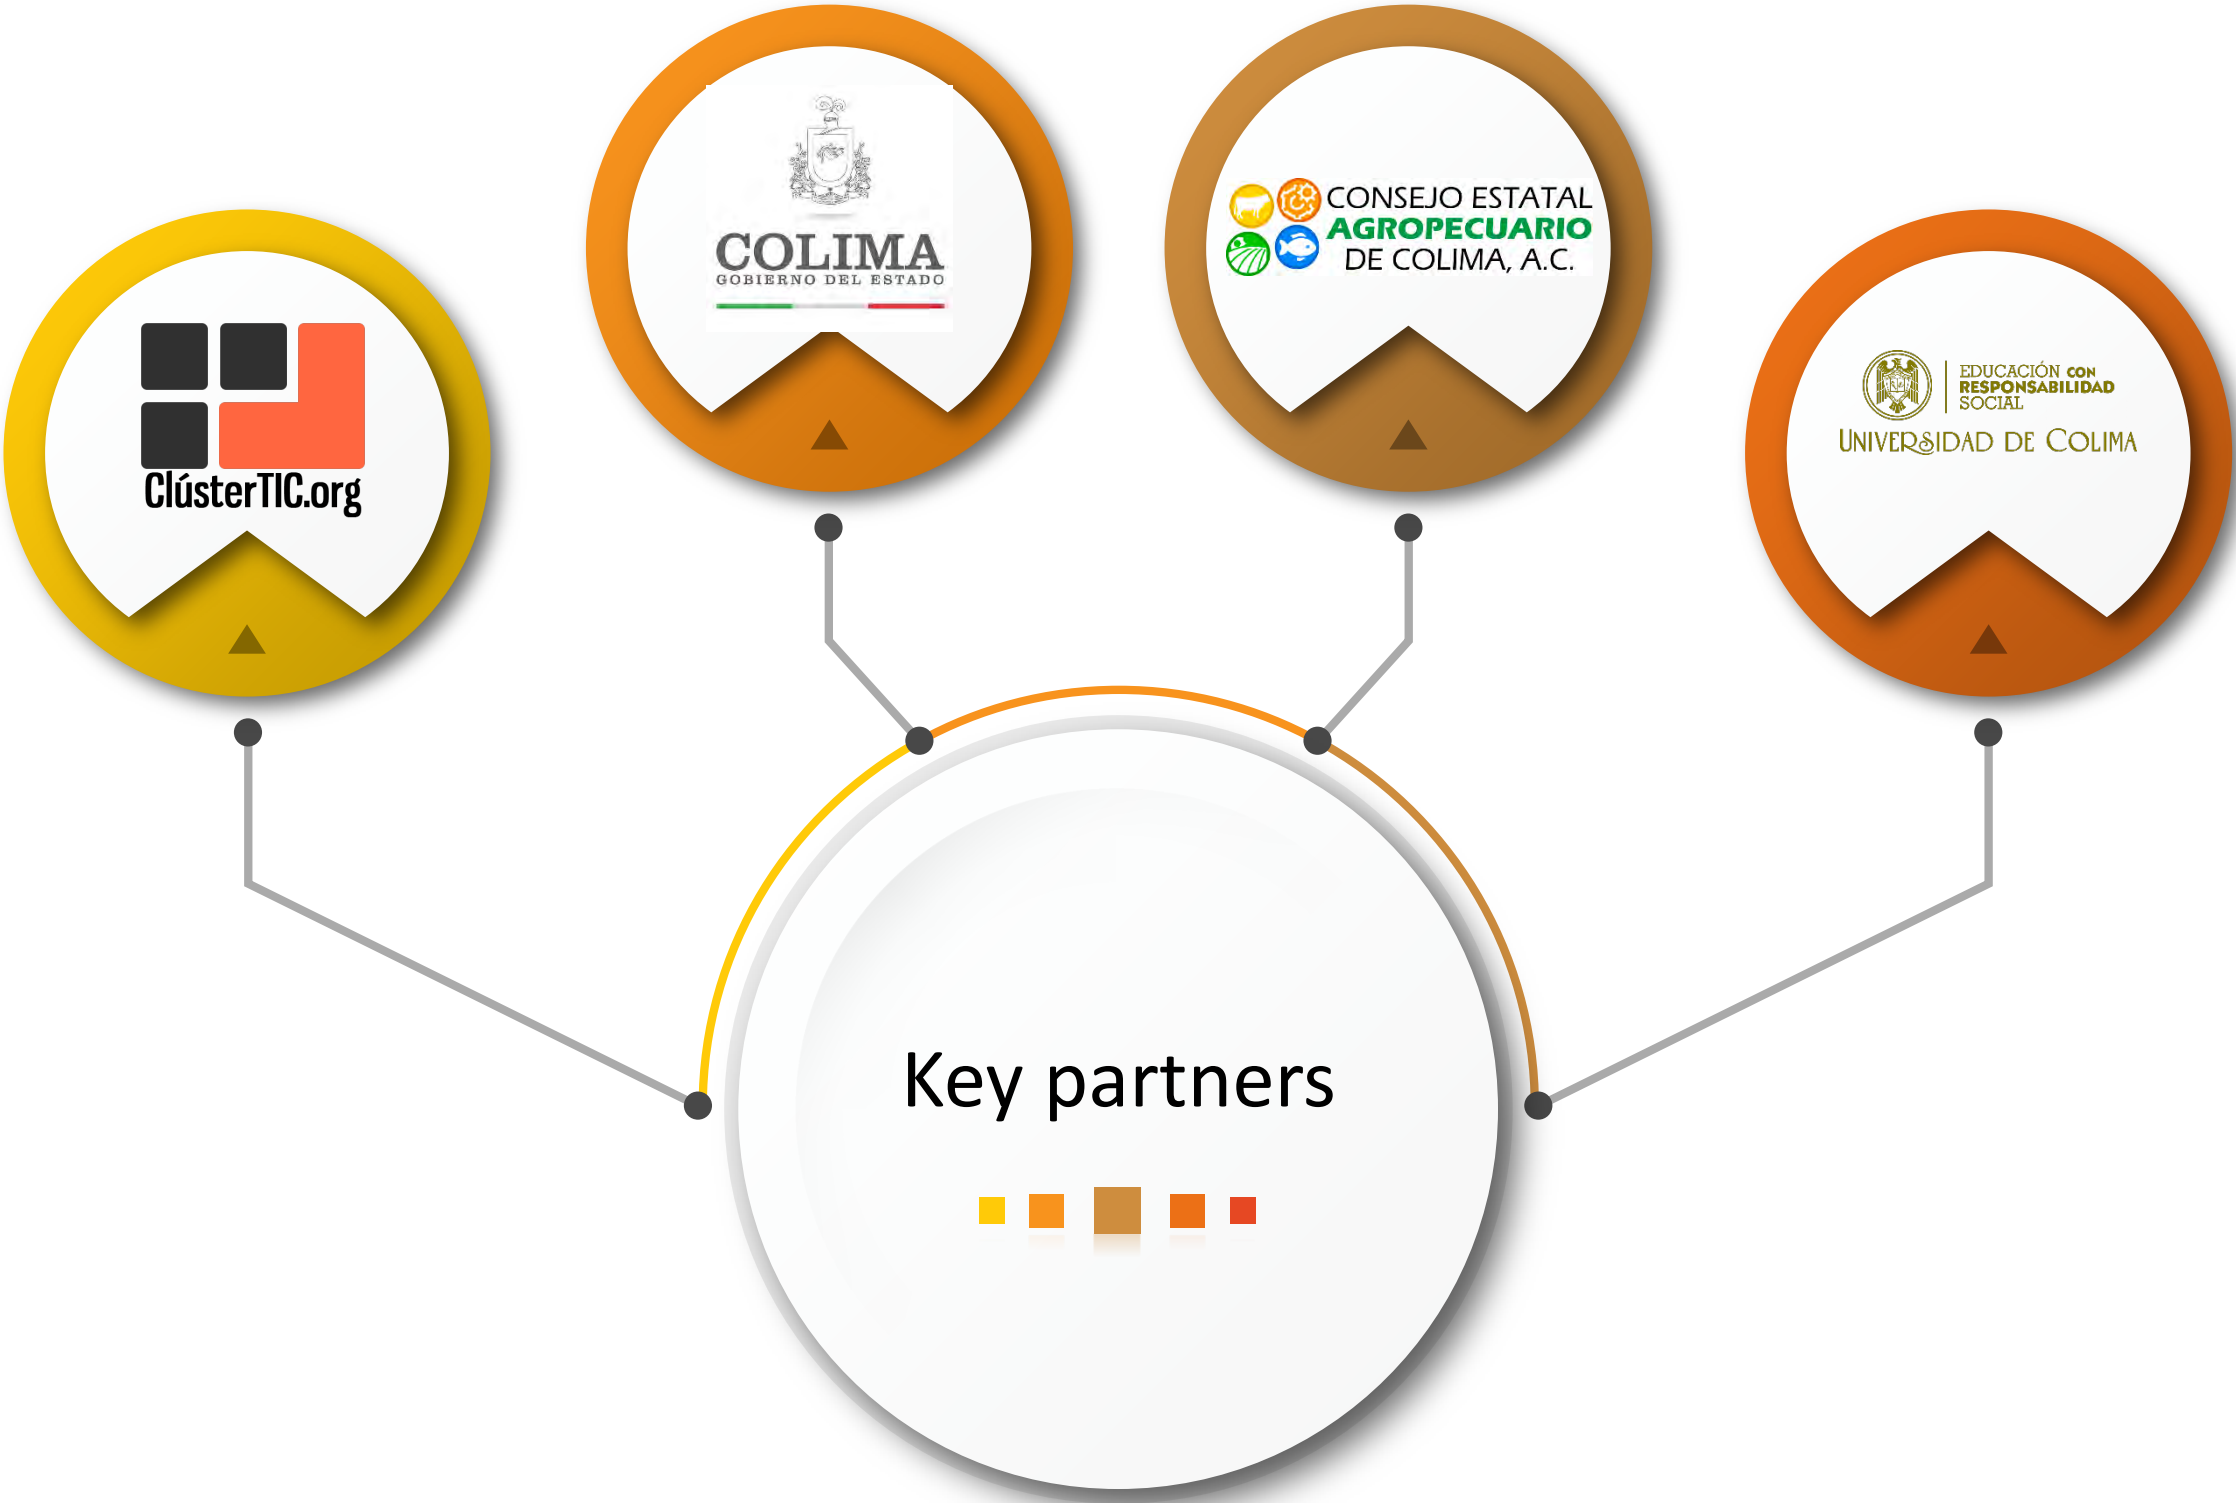 COLIMA
GOBIERNO DEL ESTADO
CONSEJO ESTATAL
AGROPECUARIO
DE COLIMA, A.C.
ClústerTIC.org
EDUCACIÓN CON
RESPONSABILIDAD
SOCIAL
UNIVERSIDAD DE COLIMA
Key partners